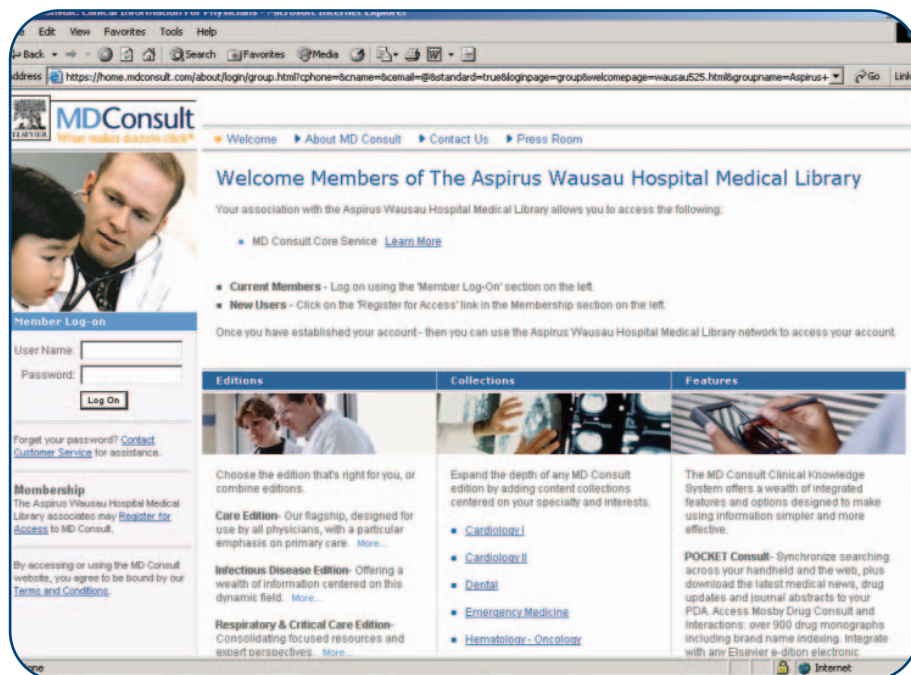 Consult: Clinical Information For Physicians - Microsoft Internet Explorer
Edit View Favorites Tools Help
Back Search Favorites Media
Address https://home.mdconsult.com/about/login/group.html?cphone=&cname=&cemail=@&standard=true&loginpage=group&welcomepage=wausau525.html&groupname=Aspirus+ Go Link
ELSEVIER
MDConsult
What makes doctors click®
Welcome About MD Consult Contact Us Press Room
Welcome Members of The Aspirus Wausau Hospital Medical Library
Your association with the Aspirus Wausau Hospital Medical Library allows you to access the following:
MD Consult Core Service Learn More
Current Members - Log on using the 'Member Log-On' section on the left.
New Users - Click on the 'Register for Access' link in the Membership section on the left.
Once you have established your account - then you can use the Aspirus Wausau Hospital Medical Library network to access your account.
Member Log-on
User Name:
Password:
Log On
Forget your password? Contact
Customer Service for assistance.
Membership
The Aspirus Wausau Hospital Medical
Library associates may Register for
Access to MD Consult.
By accessing or using the MD Consult
website, you agree to be bound by our
Terms and Conditions.
Editions
Choose the edition that's right for you, or
combine editions.
Core Edition- Our flagship, designed for
use by all physicians, with a particular
emphasis on primary care. More...
Infectious Disease Edition- Offering a
wealth of information centered on this
dynamic field. More...
Respiratory & Critical Care Edition-
Consolidating focused resources and
expert perspectives. More...
Collections
Expand the depth of any MD Consult
edition by adding content collections
centered on your specialty and interests.
Cardiology I
Cardiology II
Dental
Emergency Medicine
Hematology - Oncology
Features
The MD Consult Clinical Knowledge
System offers a wealth of integrated
features and options designed to make
using information simpler and more
effective.
POCKET Consult- Synchronize searching
across your handheld and the web, plus
download the latest medical news, drug
updates and journal abstracts to your
PDA. Access Mosby Drug Consult and
Interactions: over 900 drug monographs
including brand name indexing. Integrate
with any Elsevier e-dition electronic
Internet